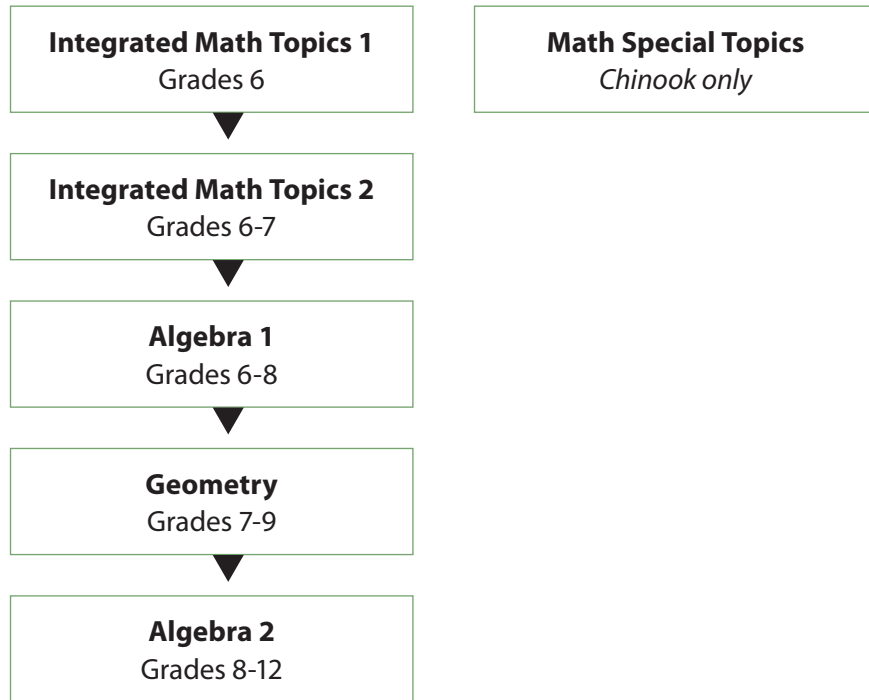 Integrated Math Topics 1
Grades 6
Math Special Topics
Chinook only
Integrated Math Topics 2
Grades 6-7
Algebra 1
Grades 6-8
Geometry
Grades 7-9
Algebra 2
Grades 8-12